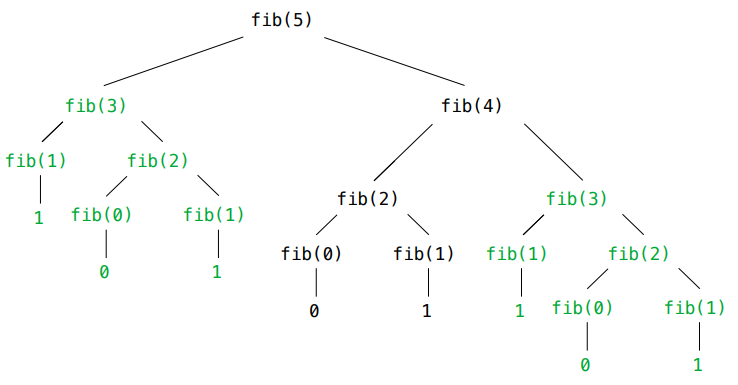 fib(5)
fib(3) fib(4)
fib(1) fib(2)
fib(2) fib(3)
1 fib(0) fib(1)
fib(0) fib(1) fib(1) fib(2)
0 1
0 1 1 fib(0) fib(1)
0 1